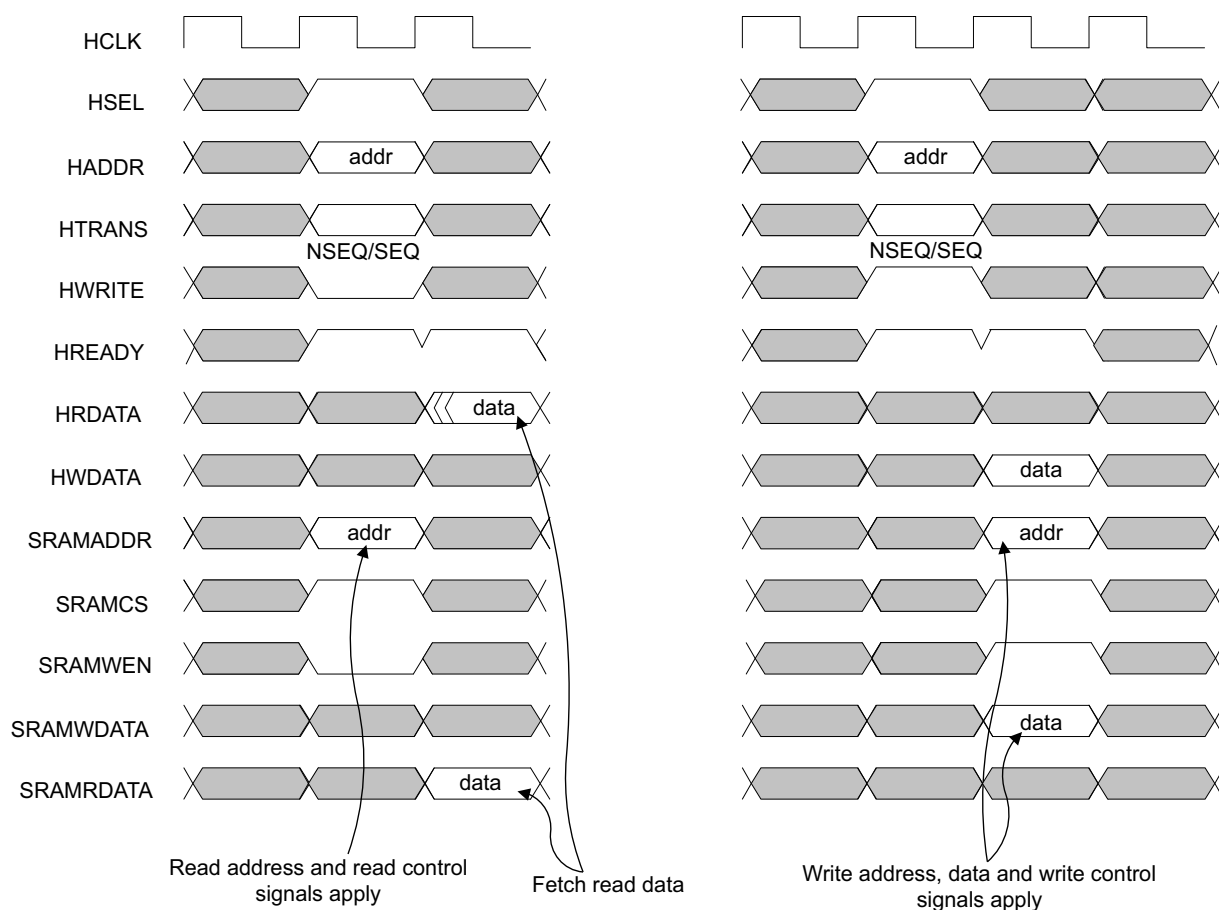 HCLK
HSEL
HADDR addr addr
HTRANS
NSEQ/SEQ NSEQ/SEQ
HWRITE
HREADY
HRDATA data
HWDATA data
SRAMADDR addr addr
SRAMCS
SRAMWEN
SRAMWDATA data
SRAMRDATA data
Read address and read control
signals apply
Fetch read data
Write address, data and write control
signals apply